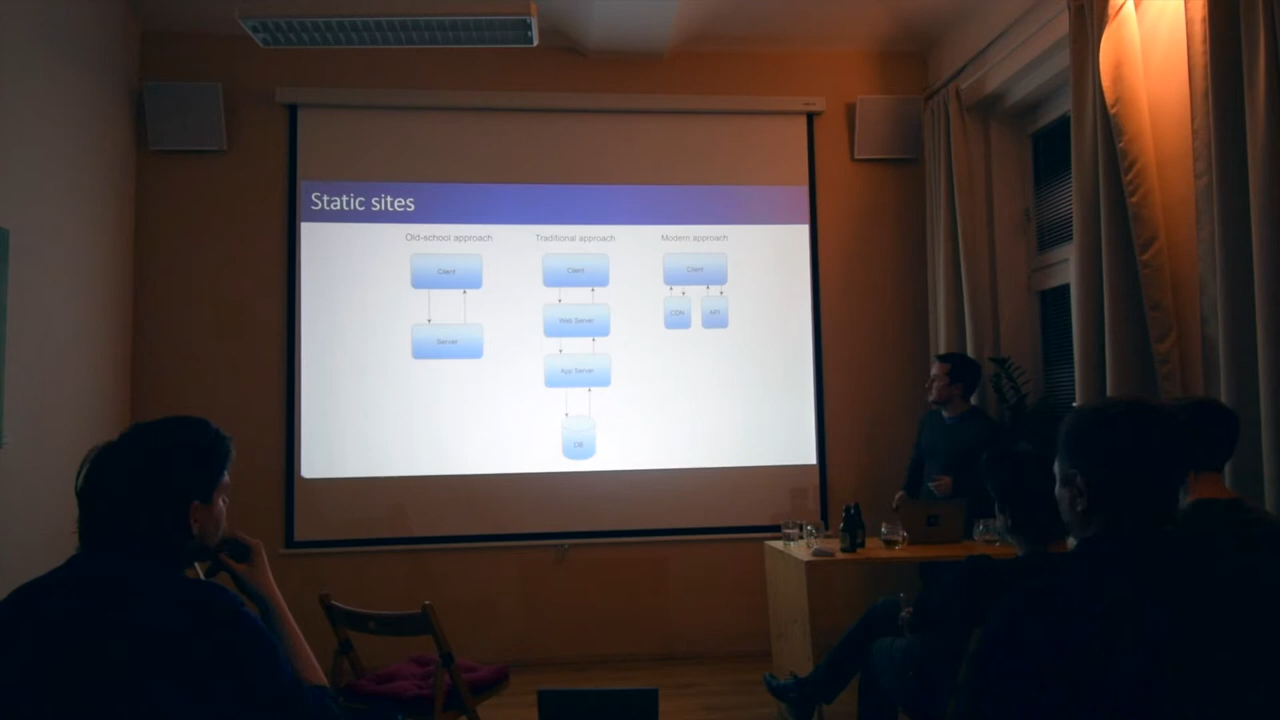 Static sites
Old-school approach
Traditional approach
Modern approach
Client
Client
Client
Server
Web Server
App Server
DB
CDN
API